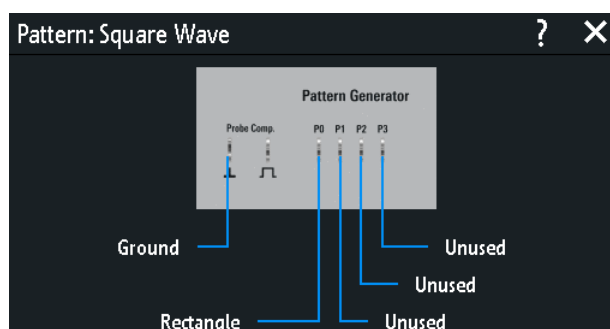 Pattern: Square Wave ? ×
Pattern Generator
Probe Comp. P0 P1 P2 P3
Ground Unused
Unused
Rectangle Unused